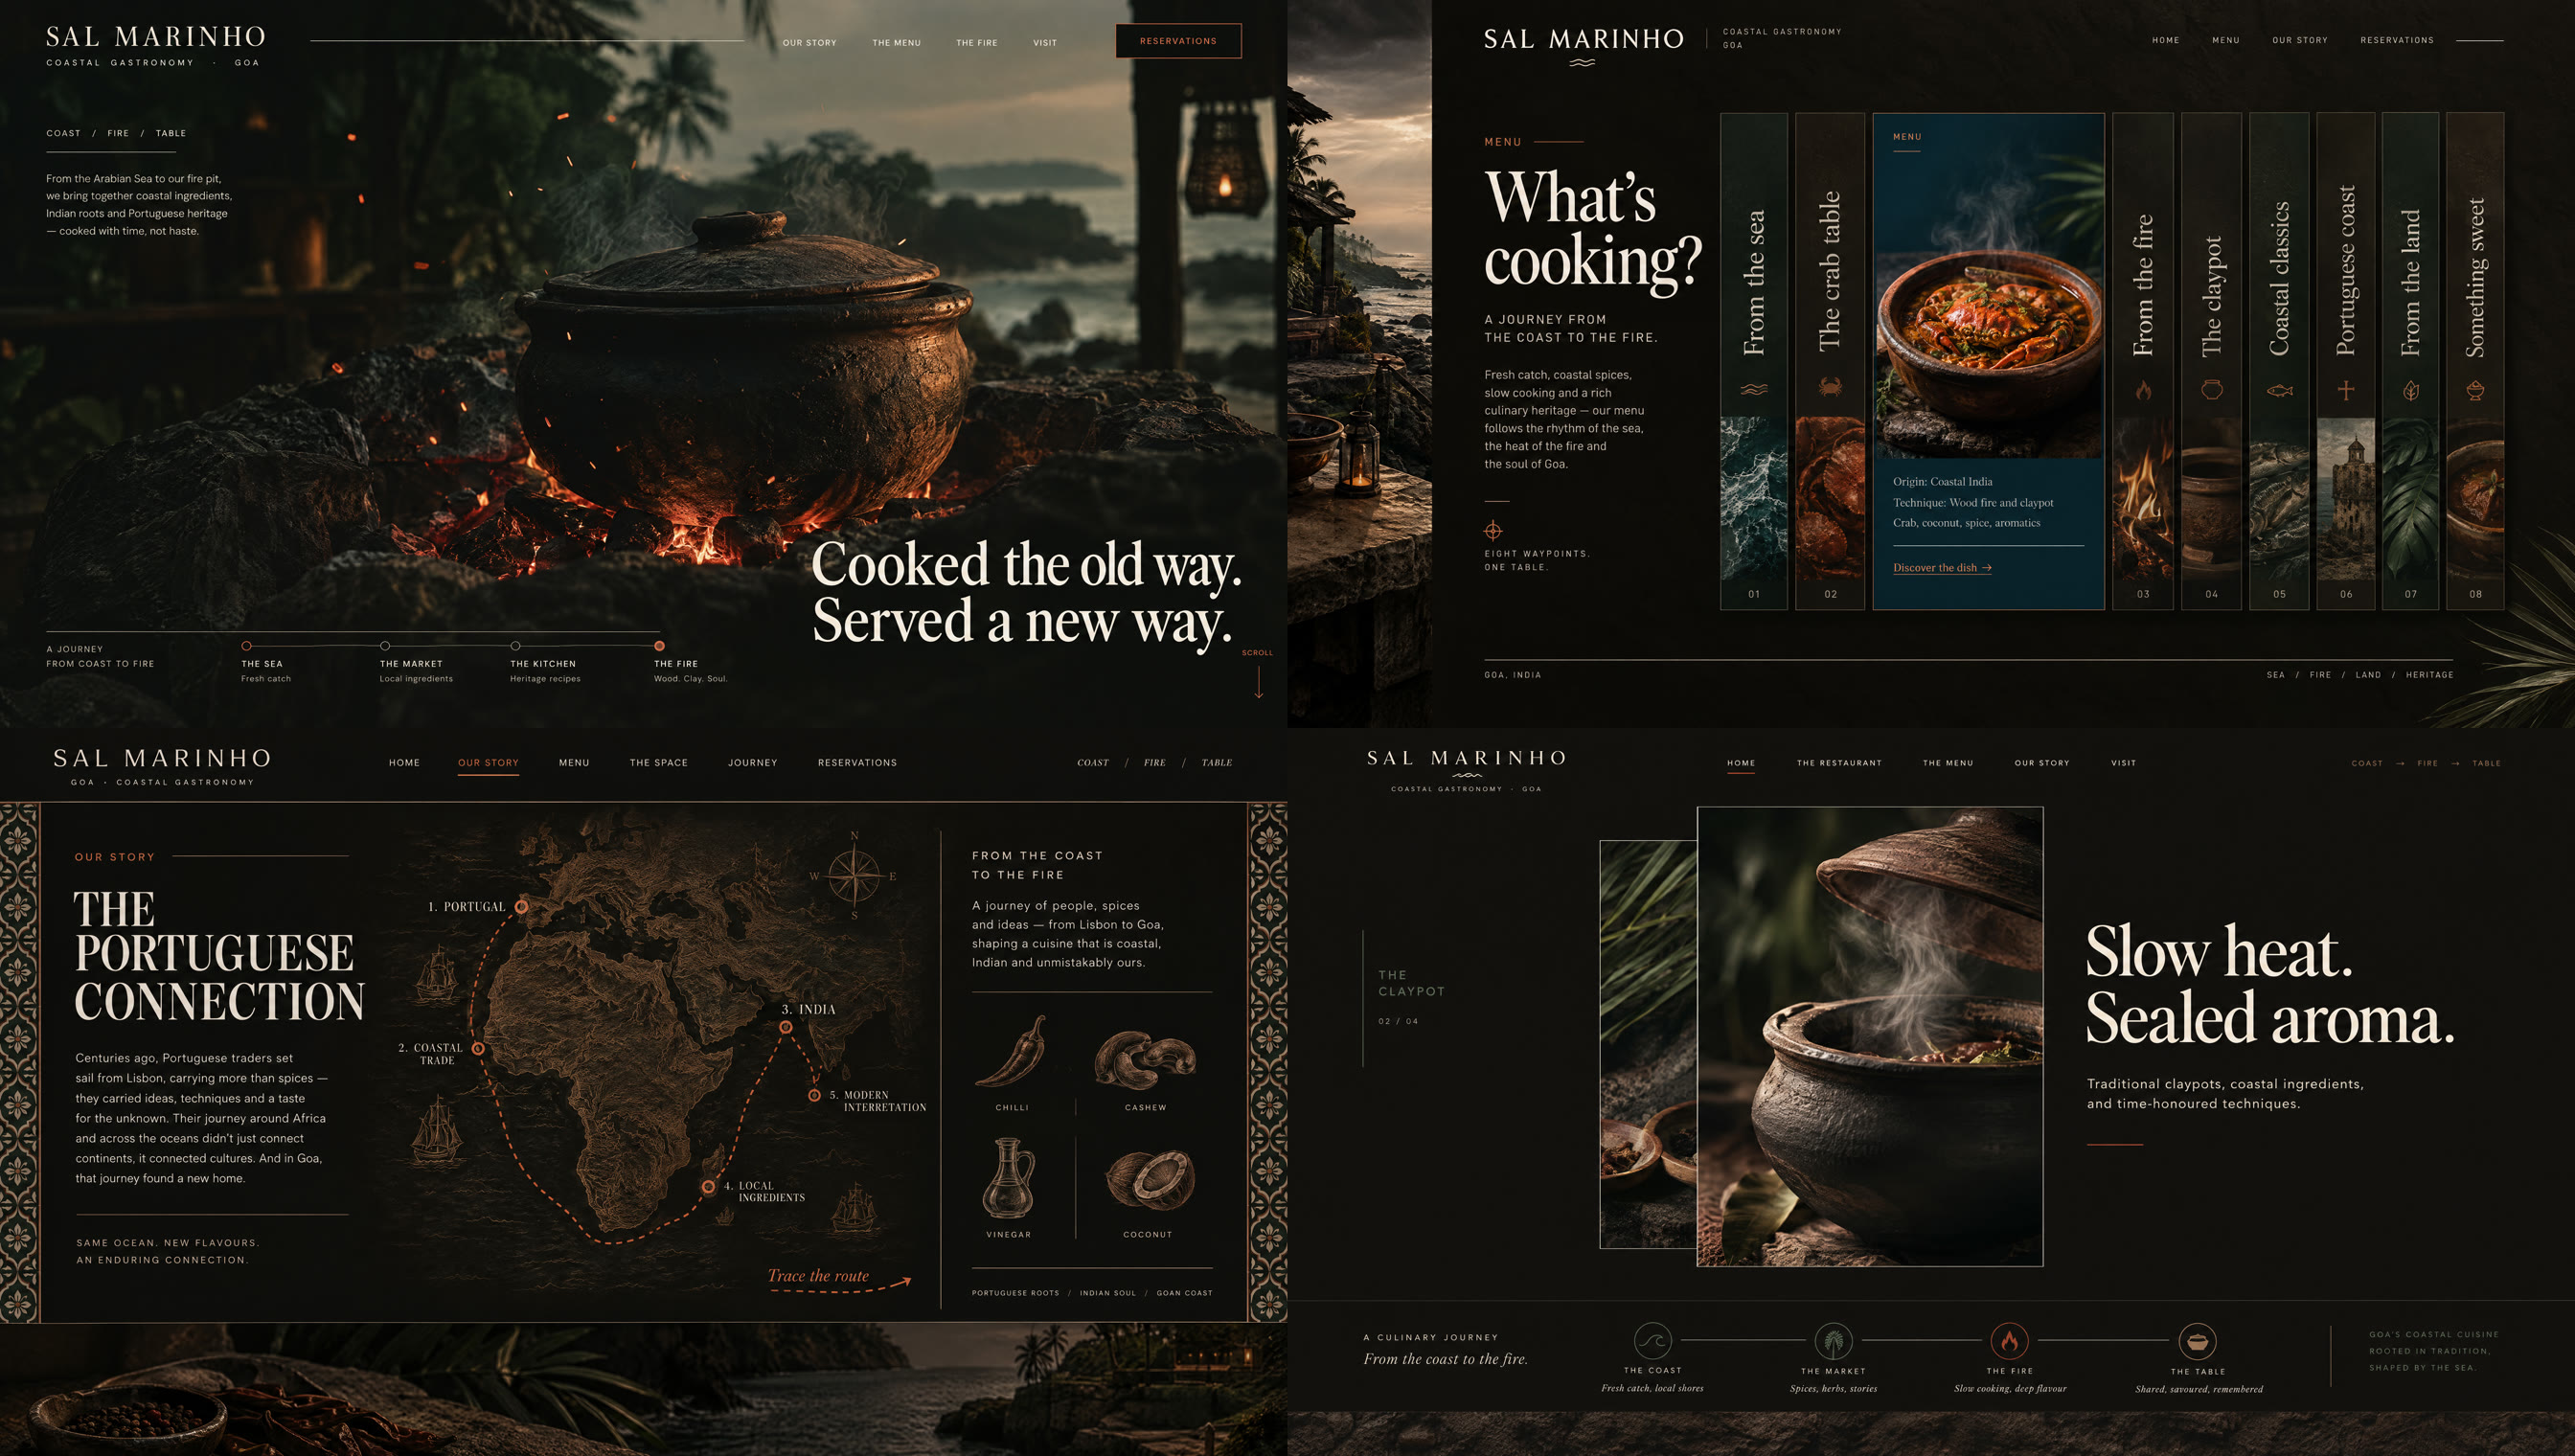 SAL MARINHO
COASTAL GASTRONOMY · GOA
OUR STORY
THE MENU
THE FIRE
VISIT
RESERVATIONS
COAST / FIRE / TABLE
From the Arabian Sea to our fire pit,
we bring together coastal ingredients,
Indian roots and Portuguese heritage
— cooked with time, not haste.
Cooked the old way.
Served a new way.
SCROLL
A JOURNEY
FROM COAST TO FIRE
THE SEA
Fresh catch
THE MARKET
Local ingredients
THE KITCHEN
Heritage recipes
THE FIRE
Wood. Clay. Soul.
SAL MARINHO
COASTAL GASTRONOMY
GOA
HOME
MENU
OUR STORY
RESERVATIONS
MENU
What's
cooking?
A JOURNEY FROM
THE COAST TO THE FIRE.
Fresh catch, coastal spices,
slow cooking and a rich
culinary heritage — our menu
follows the rhythm of the sea,
the heat of the fire and
the soul of Goa.
EIGHT WAYPOINTS.
ONE TABLE.
From the sea
01
The crab table
02
MENU
Origin: Coastal India
Technique: Wood fire and claypot
Crab, coconut, spice, aromatics
Discover the dish →
From the fire
03
The claypot
04
Coastal classics
05
Portuguese coast
06
From the land
07
Something sweet
08
GOA, INDIA
SEA / FIRE / LAND / HERITAGE
SAL MARINHO
GOA · COASTAL GASTRONOMY
HOME
OUR STORY
MENU
THE SPACE
JOURNEY
RESERVATIONS
COAST / FIRE / TABLE
OUR STORY
THE
PORTUGUESE
CONNECTION
Centuries ago, Portuguese traders set
sail from Lisbon, carrying more than spices —
they carried ideas, techniques and a taste
for the unknown. Their journey around Africa
and across the oceans didn't just connect
continents, it connected cultures. And in Goa,
that journey found a new home.
SAME OCEAN. NEW FLAVOURS.
AN ENDURING CONNECTION.
N
W
E
S
1. PORTUGAL
2. COASTAL
TRADE
3. INDIA
5. MODERN
INTERRETATION
4. LOCAL
INGREDIENTS
Trace the route
FROM THE COAST
TO THE FIRE
A journey of people, spices
and ideas — from Lisbon to Goa,
shaping a cuisine that is coastal,
Indian and unmistakably ours.
CHILLI
CASHEW
VINEGAR
COCONUT
PORTUGUESE ROOTS / INDIAN SOUL / GOAN COAST
SAL MARINHO
COASTAL GASTRONOMY · GOA
HOME
THE RESTAURANT
THE MENU
OUR STORY
VISIT
COAST → FIRE → TABLE
THE
CLAYPOT
02 / 04
Slow heat.
Sealed aroma.
Traditional claypots, coastal ingredients,
and time-honoured techniques.
A CULINARY JOURNEY
From the coast to the fire.
THE COAST
Fresh catch, local shores
THE MARKET
Spices, herbs, stories
THE FIRE
Slow cooking, deep flavour
THE TABLE
Shared, savoured, remembered
GOA'S COASTAL CUISINE
ROOTED IN TRADITION,
SHAPED BY THE SEA.